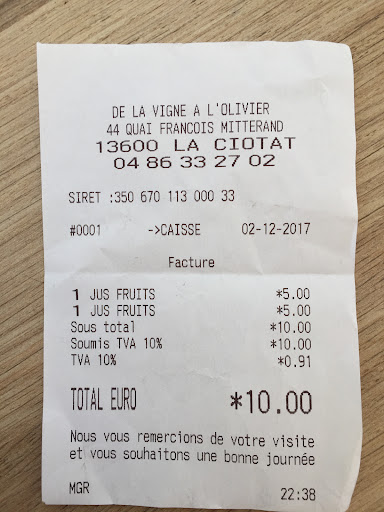 DE LA VIGNE A L'OLIVIER
44 QUAI FRANCOIS MITTERAND
13600 LA CIOTAT
04 86 33 27 02
SIRET :350 670 113 000 33
#0001 ->CAISSE 02-12-2017
Facture
1 JUS FRUITS *5.00
1 JUS FRUITS *5.00
Sous total *10.00
Soumis TVA 10% *10.00
TVA 10% *0.91
TOTAL EURO *10.00
Nous vous remercions de votre visite
et vous souhaitons une bonne journée
MGR 22:38